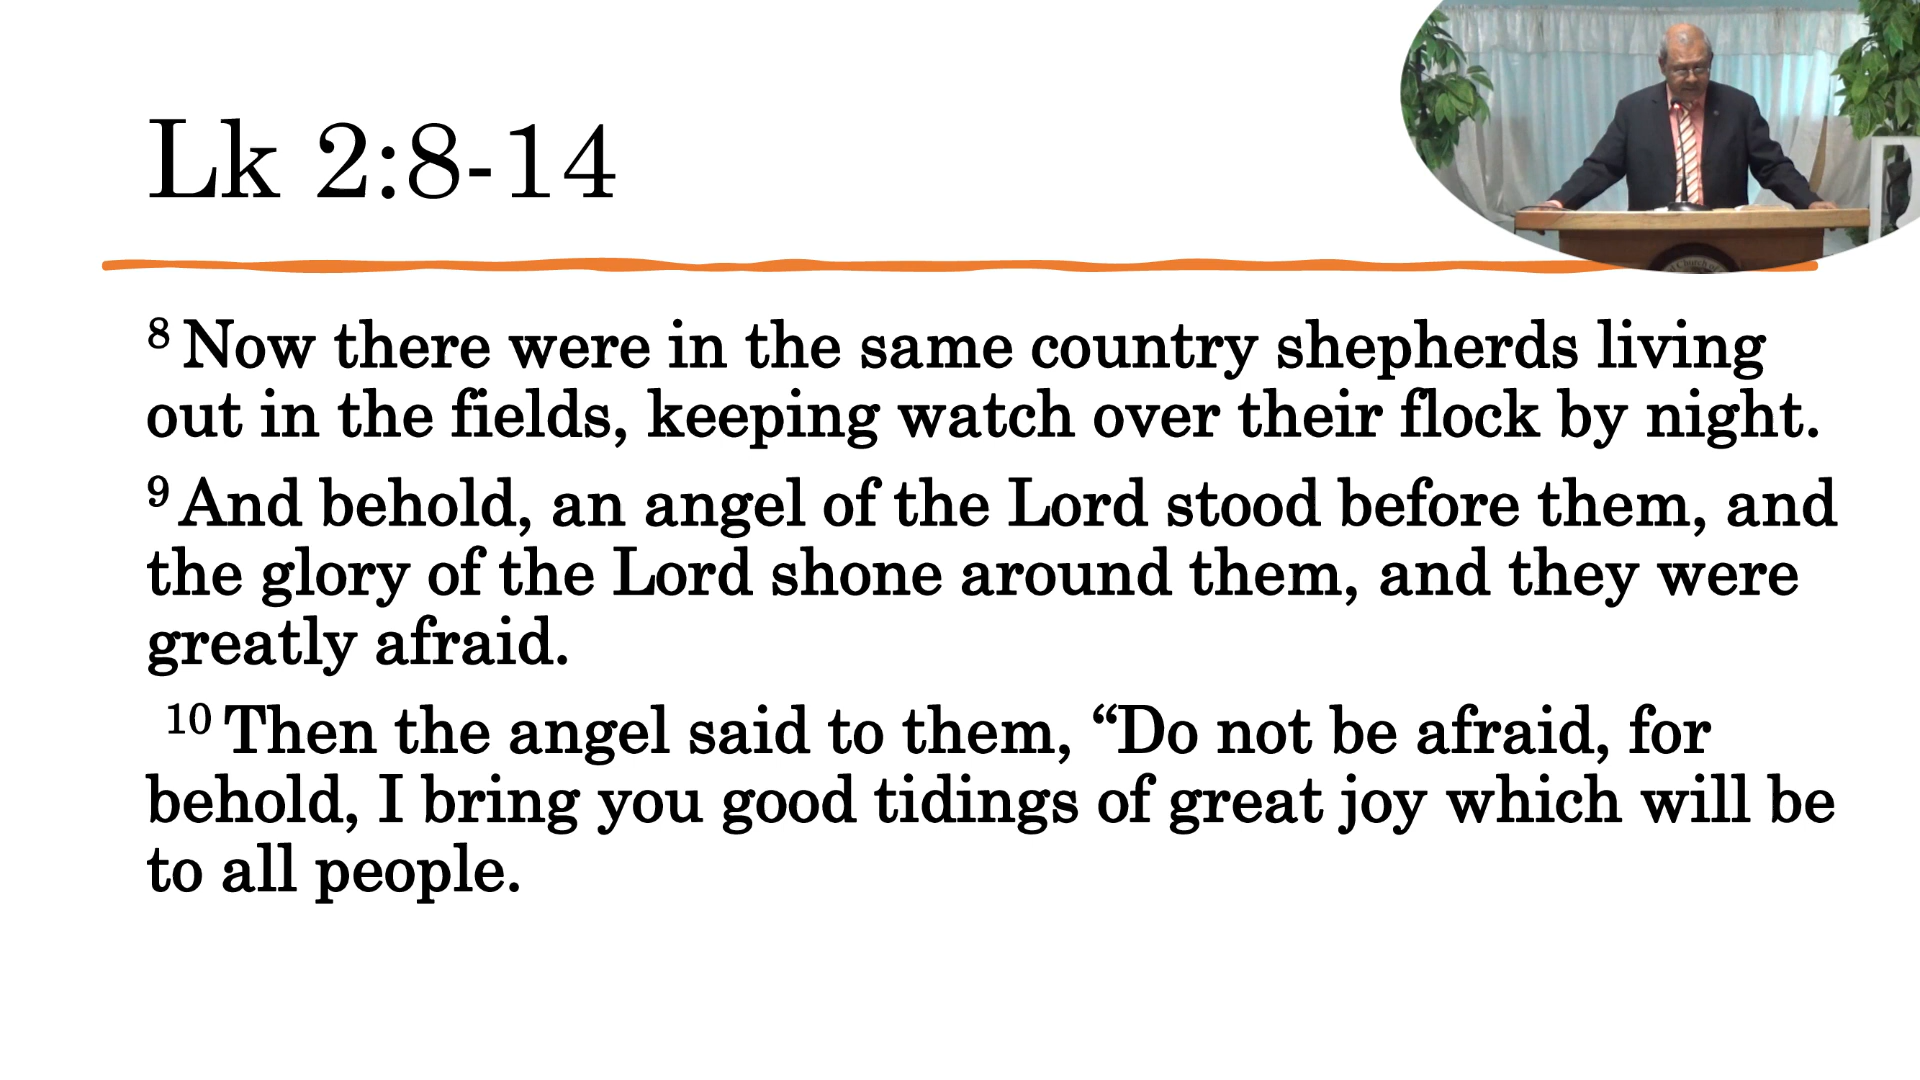 Lk 2:8-14
8 Now there were in the same country shepherds living
out in the fields, keeping watch over their flock by night.
9 And behold, an angel of the Lord stood before them, and
the glory of the Lord shone around them, and they were
greatly afraid.
10 Then the angel said to them, “Do not be afraid, for
behold, I bring you good tidings of great joy which will be
to all people.
Church of